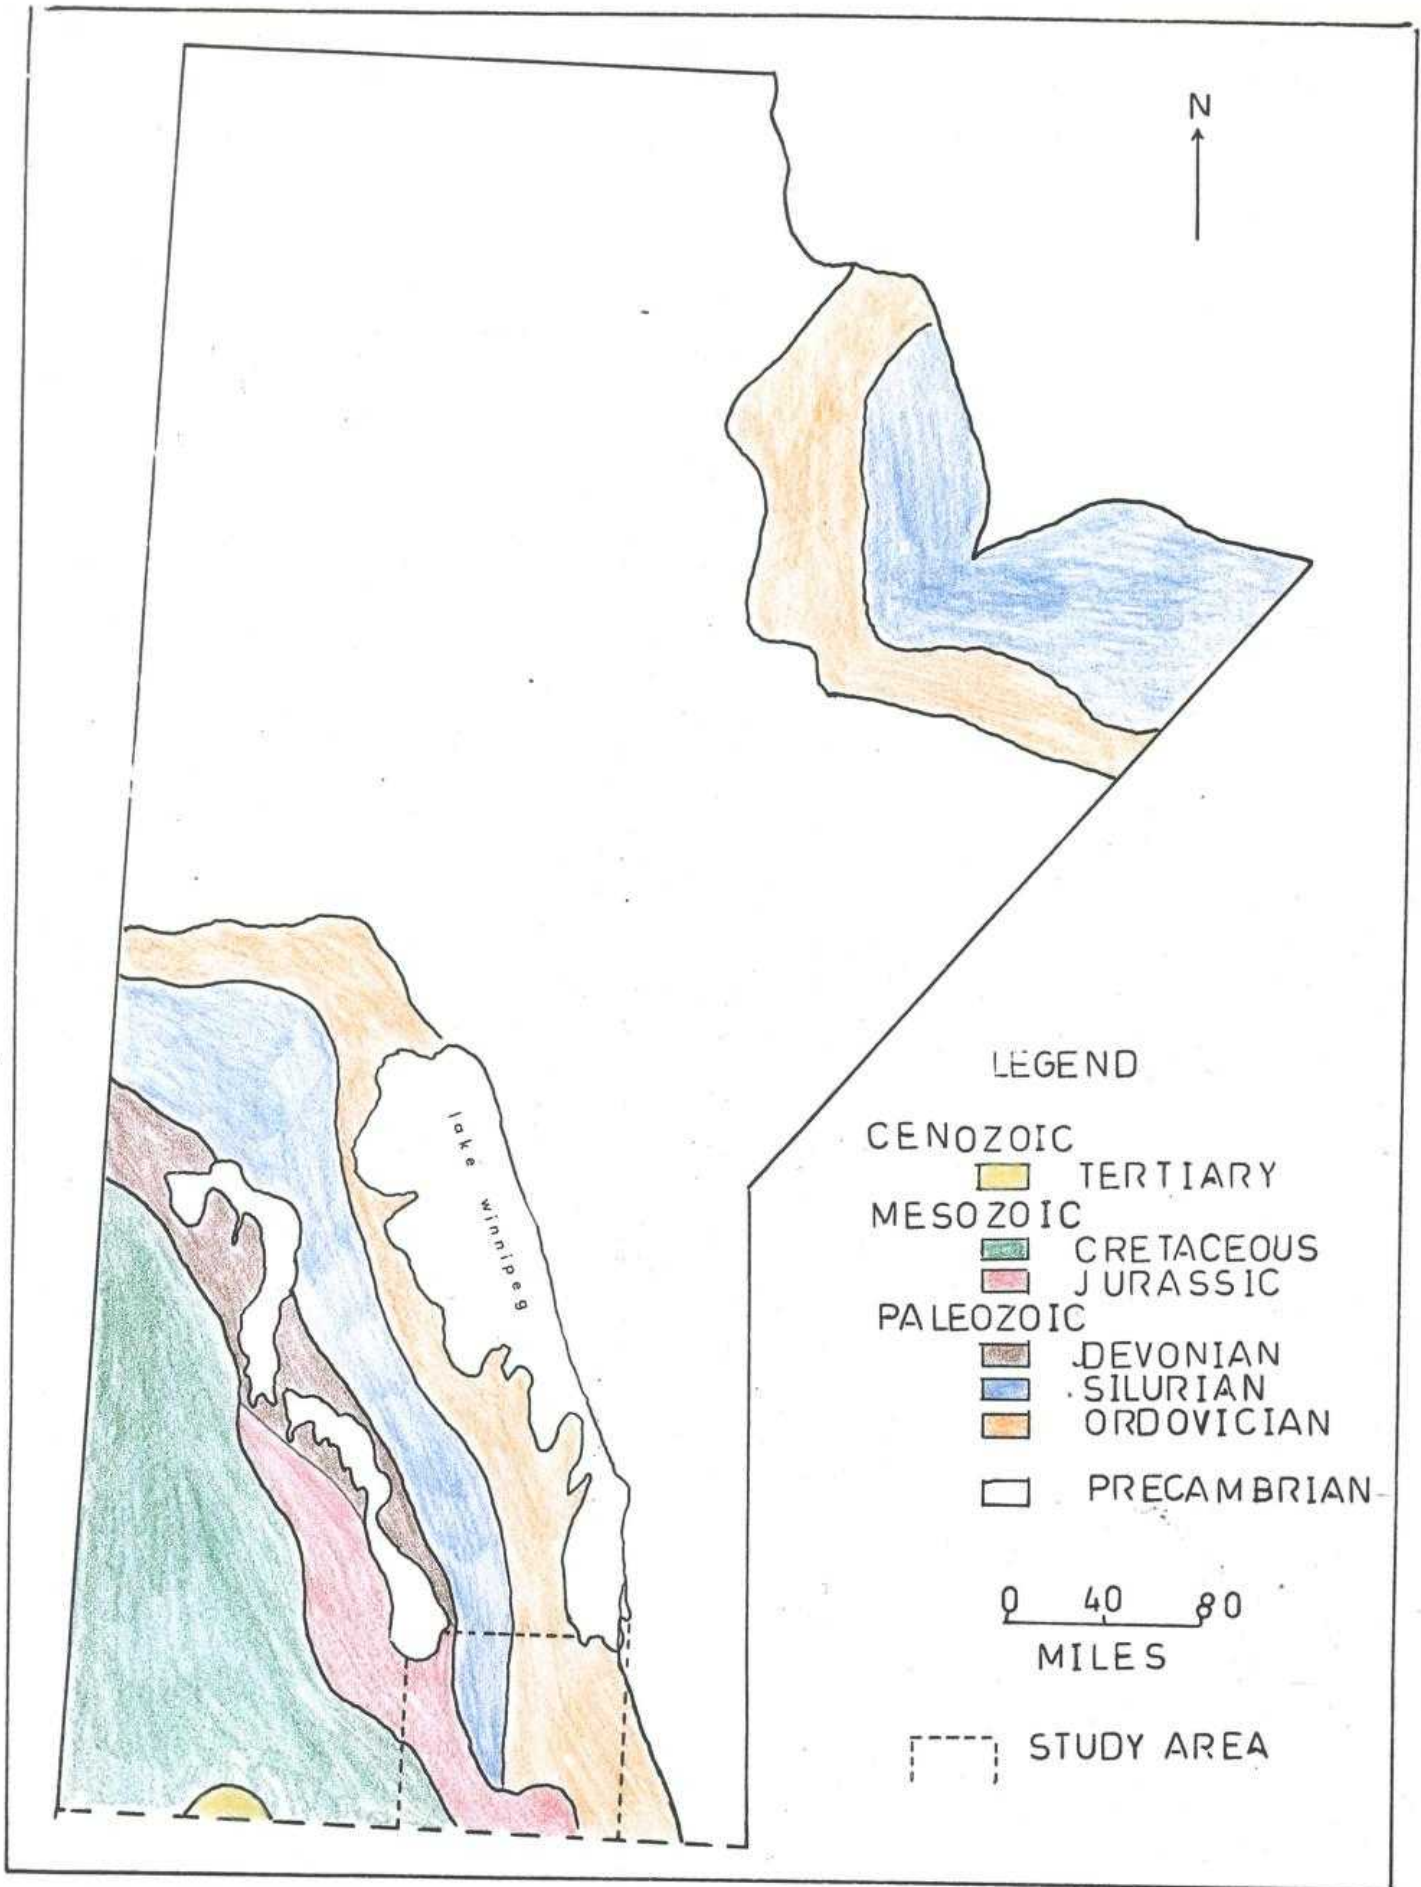 N
lake winnipeg
LEGEND
CENOZOIC
TERTIARY
MESOZOIC
CRETACEOUS
JURASSIC
PALEOZOIC
DEVONIAN
SILURIAN
ORDOVICIAN
PRECAMBRIAN
0 40 80
MILES
STUDY AREA